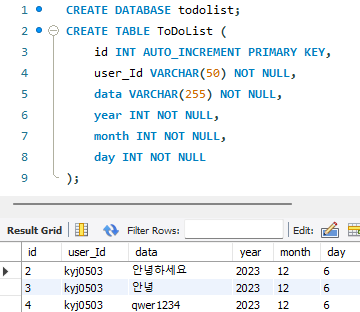 1 CREATE DATABASE todolist;
2 CREATE TABLE ToDoList (
3 id INT AUTO_INCREMENT PRIMARY KEY,
4 user_Id VARCHAR(50) NOT NULL,
5 data VARCHAR(255) NOT NULL,
6 year INT NOT NULL,
7 month INT NOT NULL,
8 day INT NOT NULL
9 );
Result Grid Filter Rows: Edit:
id user_Id data year month day
2 kyj0503 안녕하세요 2023 12 6
3 kyj0503 안녕 2023 12 6
4 kyj0503 qwer1234 2023 12 6